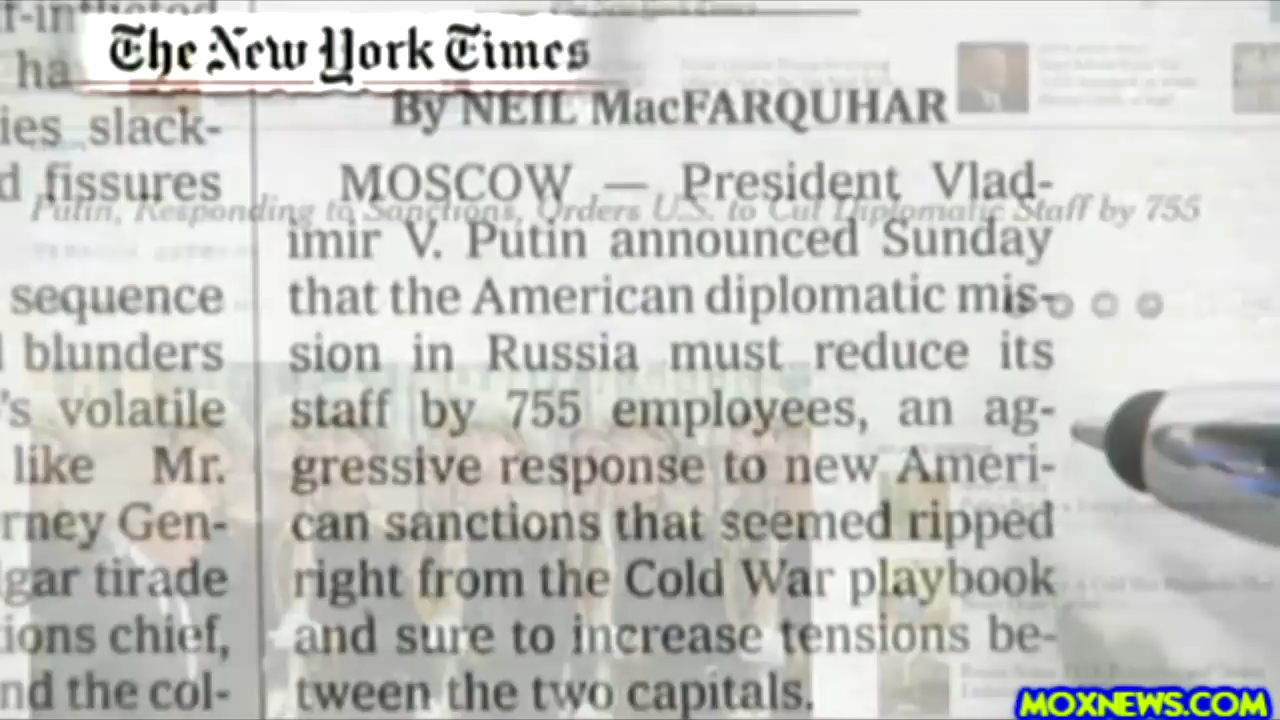 The New York Times
By NEIL MacFARQUHAR
f-inflicted
ha
ies slack-
d fissures
sequence
blunders
's volatile
like Mr.
rney Gen-
gar tirade
ions chief,
nd the col-
MOSCOW — President Vlad-
imir V. Putin announced Sunday
that the American diplomatic mis-
sion in Russia must reduce its
staff by 755 employees, an ag-
gressive response to new Ameri-
can sanctions that seemed ripped
right from the Cold War playbook
and sure to increase tensions be-
tween the two capitals.
Putin, Responding to Sanctions, Orders U.S. to Cut Diplomatic Staff by 755
MOXNEWS.COM